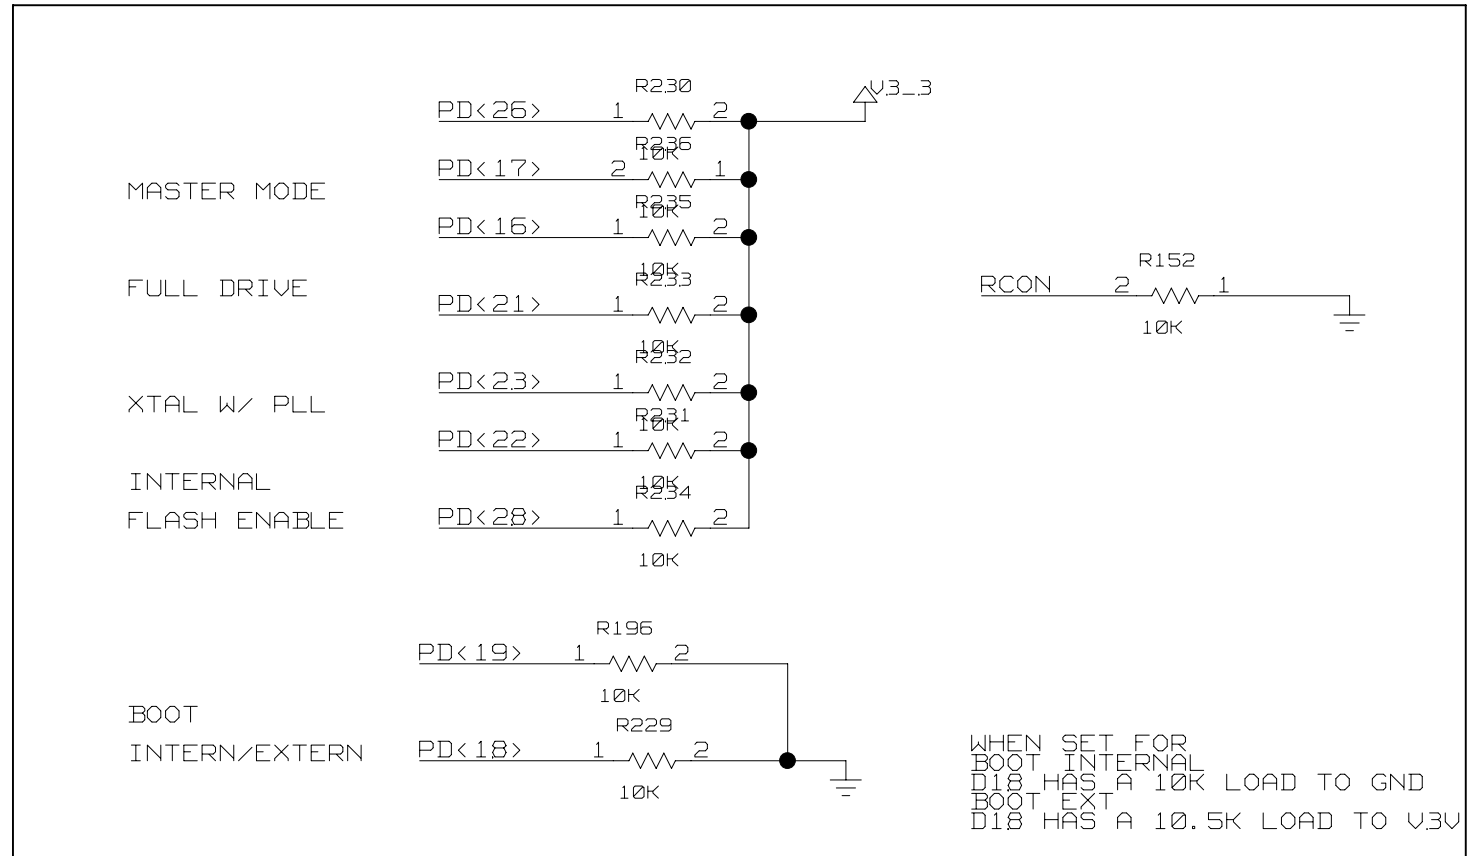 R230
V3_3
PD<26> 1 2
10K
R236
PD<17> 2 1
MASTER MODE
10K
R235
PD<16> 1 2
10K
R233
FULL DRIVE
PD<21> 1 2
10K
R232
PD<23> 1 2
XTAL W/ PLL
10K
R231
PD<22> 1 2
10K
R234
INTERNAL
FLASH ENABLE
PD<28> 1 2
10K
R152
RCON 2 1
10K
R196
PD<19> 1 2
10K
BOOT
INTERN/EXTERN
R229
PD<18> 1 2
10K
WHEN SET FOR
BOOT INTERNAL
D18 HAS A 10K LOAD TO GND
BOOT EXT
D18 HAS A 10.5K LOAD TO V3V